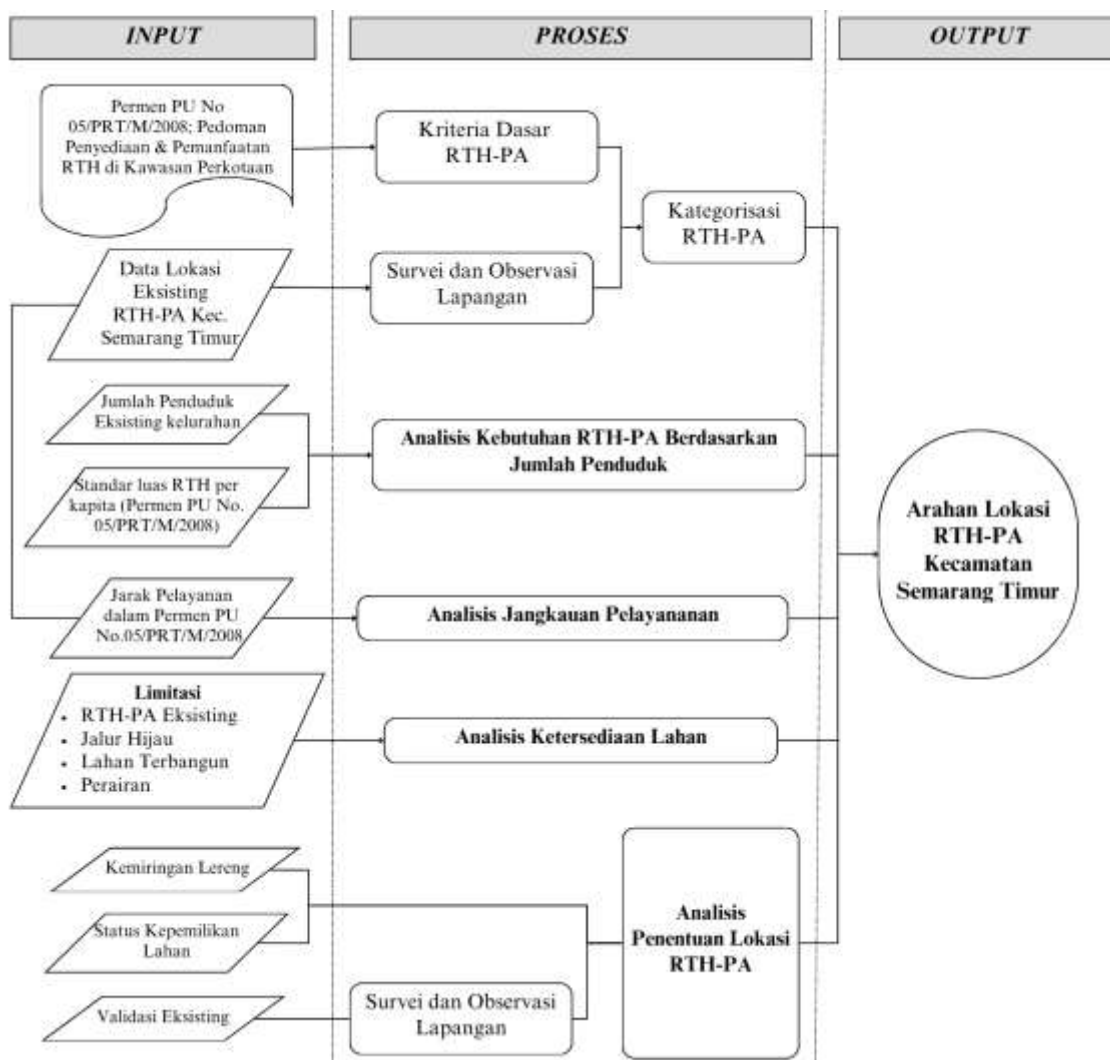 INPUT
PROSES
OUTPUT
Permen PU No
05/PRT/M/2008; Pedoman
Penyediaan & Pemanfaatan
RTH di Kawasan Perkotaan
Kriteria Dasar
RTH-PA
Kategorisasi
RTH-PA
Data Lokasi
Eksisting
RTH-PA Kec.
Semarang Timur
Survei dan Observasi
Lapangan
Jumlah Penduduk
Eksisting kelurahan
Standar luas RTH per
kapita (Permen PU No.
05/PRT/M/2008)
Analisis Kebutuhan RTH-PA Berdasarkan
Jumlah Penduduk
Jarak Pelayanan
dalam Permen PU
No.05/PRT/M/2008
Analisis Jangkauan Pelayananan
Limitasi
• RTH-PA Eksisting
• Jalur Hijau
• Lahan Terbangun
• Perairan
Analisis Ketersediaan Lahan
Kemiringan Lereng
Status Kepemilikan
Lahan
Validasi Eksisting
Survei dan Observasi
Lapangan
Analisis
Penentuan Lokasi
RTH-PA
Arahan Lokasi
RTH-PA
Kecamatan
Semarang Timur